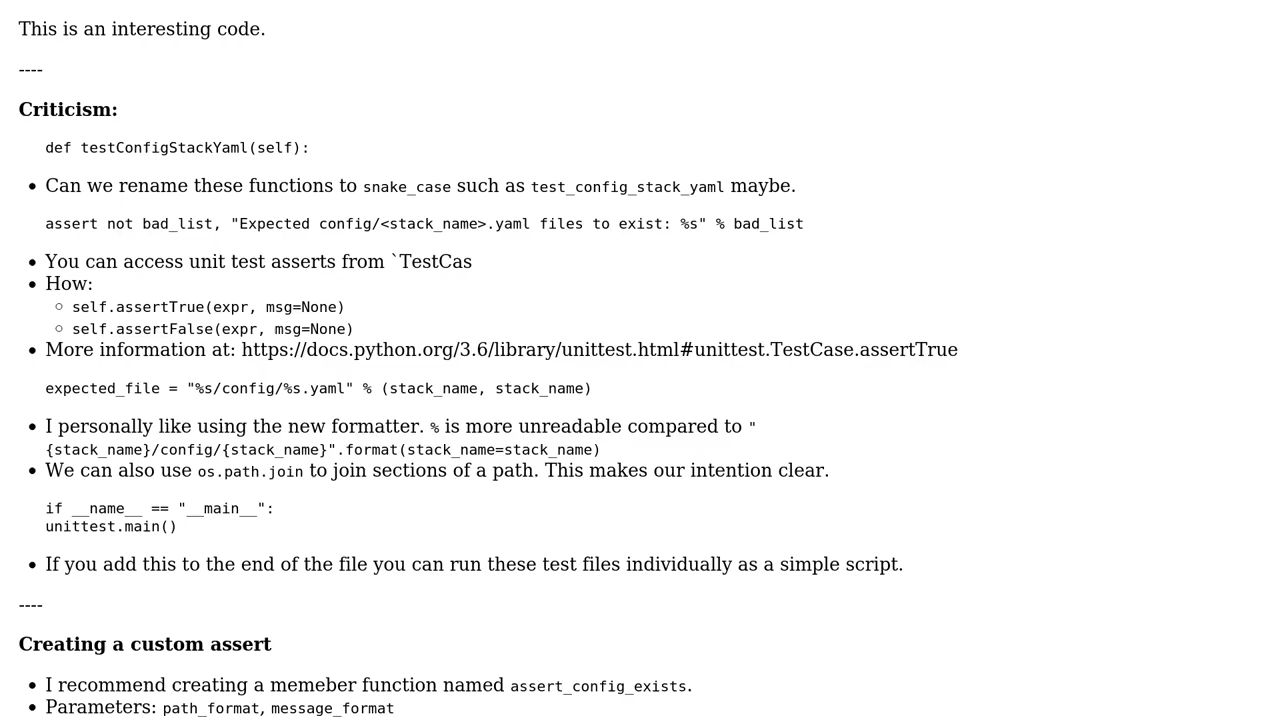 This is an interesting code.
----
Criticism:
def testConfigStackYaml(self):
Can we rename these functions to snake_case such as test_config_stack_yaml maybe.
assert not bad_list, "Expected config/<stack_name>.yaml files to exist: %s" % bad_list
You can access unit test asserts from `TestCas
How:
self.assertTrue(expr, msg=None)
self.assertFalse(expr, msg=None)
More information at: https://docs.python.org/3.6/library/unittest.html#unittest.TestCase.assertTrue
expected_file = "%s/config/%s.yaml" % (stack_name, stack_name)
I personally like using the new formatter. % is more unreadable compared to "
{stack_name}/config/{stack_name}".format(stack_name=stack_name)
We can also use os.path.join to join sections of a path. This makes our intention clear.
if __name__ == "__main__":
unittest.main()
If you add this to the end of the file you can run these test files individually as a simple script.
----
Creating a custom assert
I recommend creating a memeber function named assert_config_exists.
Parameters: path_format, message_format